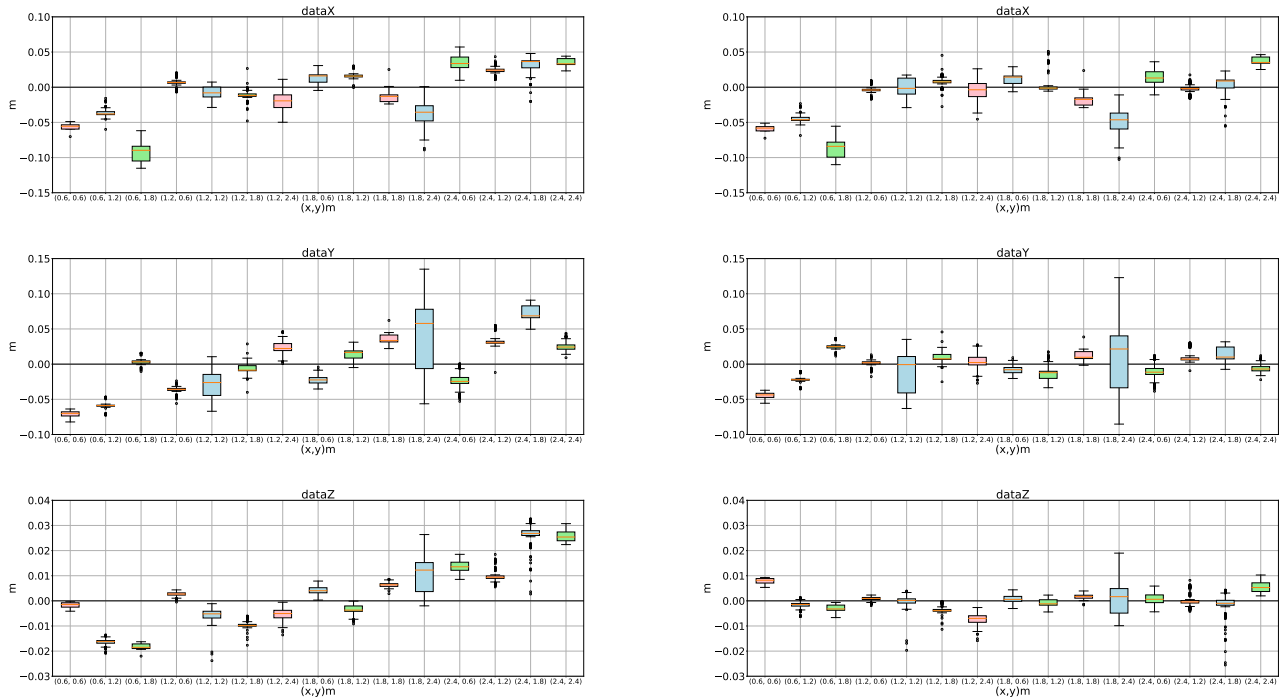 dataX
0.10
0.05
0.00
−0.05
−0.10
−0.15
m
(0.6, 0.6) (0.6, 1.2) (0.6, 1.8) (1.2, 0.6) (1.2, 1.2) (1.2, 1.8) (1.2, 2.4) (1.8, 0.6) (1.8, 1.2) (1.8, 1.8) (1.8, 2.4) (2.4, 0.6) (2.4, 1.2) (2.4, 1.8) (2.4, 2.4)
(x,y)m
dataX
0.10
0.05
0.00
−0.05
−0.10
−0.15
m
(0.6, 0.6) (0.6, 1.2) (0.6, 1.8) (1.2, 0.6) (1.2, 1.2) (1.2, 1.8) (1.2, 2.4) (1.8, 0.6) (1.8, 1.2) (1.8, 1.8) (1.8, 2.4) (2.4, 0.6) (2.4, 1.2) (2.4, 1.8) (2.4, 2.4)
(x,y)m
dataY
0.15
0.10
0.05
0.00
−0.05
−0.10
m
(0.6, 0.6) (0.6, 1.2) (0.6, 1.8) (1.2, 0.6) (1.2, 1.2) (1.2, 1.8) (1.2, 2.4) (1.8, 0.6) (1.8, 1.2) (1.8, 1.8) (1.8, 2.4) (2.4, 0.6) (2.4, 1.2) (2.4, 1.8) (2.4, 2.4)
(x,y)m
dataY
0.15
0.10
0.05
0.00
−0.05
−0.10
m
(0.6, 0.6) (0.6, 1.2) (0.6, 1.8) (1.2, 0.6) (1.2, 1.2) (1.2, 1.8) (1.2, 2.4) (1.8, 0.6) (1.8, 1.2) (1.8, 1.8) (1.8, 2.4) (2.4, 0.6) (2.4, 1.2) (2.4, 1.8) (2.4, 2.4)
(x,y)m
dataZ
0.04
0.03
0.02
0.01
0.00
−0.01
−0.02
−0.03
m
(0.6, 0.6) (0.6, 1.2) (0.6, 1.8) (1.2, 0.6) (1.2, 1.2) (1.2, 1.8) (1.2, 2.4) (1.8, 0.6) (1.8, 1.2) (1.8, 1.8) (1.8, 2.4) (2.4, 0.6) (2.4, 1.2) (2.4, 1.8) (2.4, 2.4)
(x,y)m
dataZ
0.04
0.03
0.02
0.01
0.00
−0.01
−0.02
−0.03
m
(0.6, 0.6) (0.6, 1.2) (0.6, 1.8) (1.2, 0.6) (1.2, 1.2) (1.2, 1.8) (1.2, 2.4) (1.8, 0.6) (1.8, 1.2) (1.8, 1.8) (1.8, 2.4) (2.4, 0.6) (2.4, 1.2) (2.4, 1.8) (2.4, 2.4)
(x,y)m